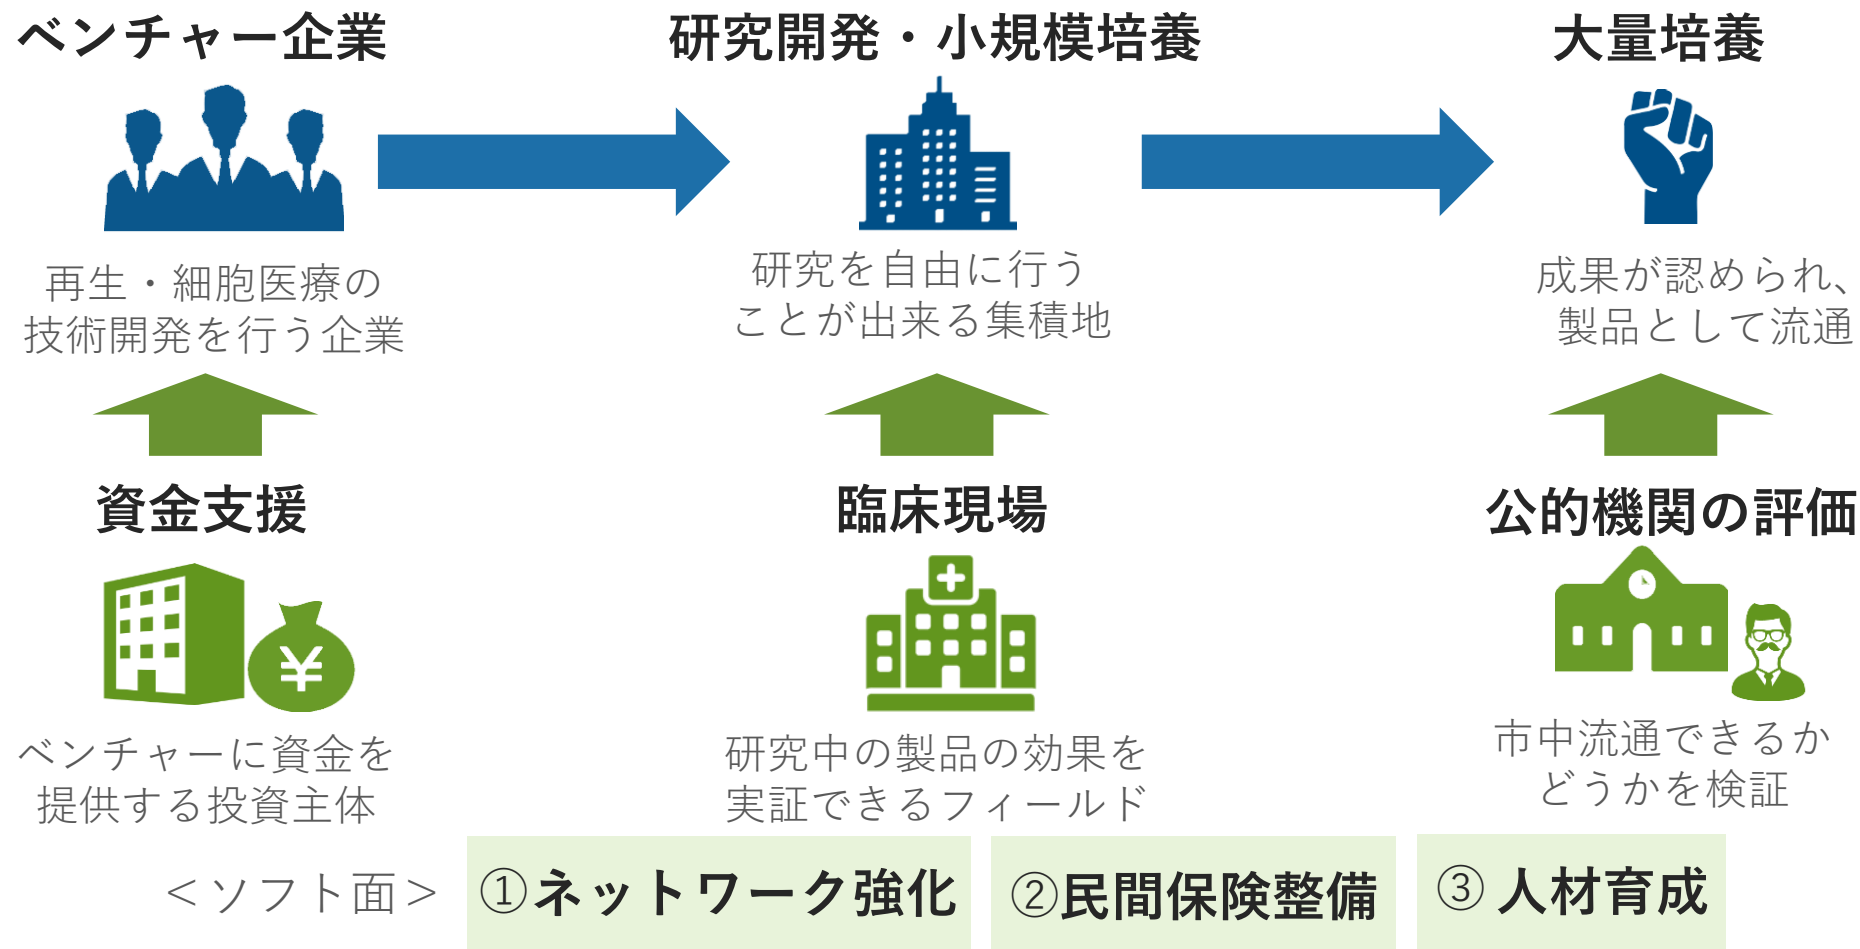 ベンチャー企業
研究開発・小規模培養
大量培養
再生・細胞医療の
技術開発を行う企業
研究を自由に行う
ことが出来る集積地
成果が認められ、
製品として流通
資金支援
臨床現場
公的機関の評価
¥
ベンチャーに資金を
提供する投資主体
研究中の製品の効果を
実証できるフィールド
市中流通できるか
どうかを検証
＜ソフト面＞
①ネットワーク強化
②民間保険整備
③ 人材育成